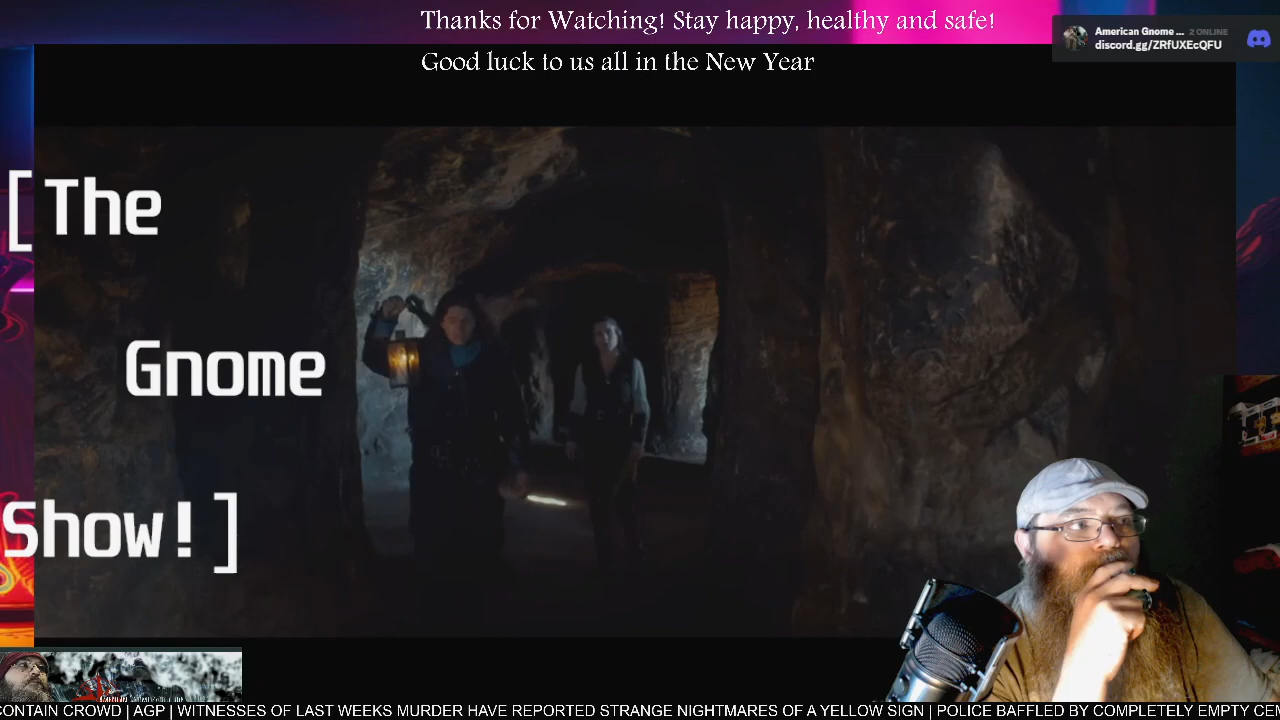 Thanks for Watching! Stay happy, healthy and safe!
Good luck to us all in the New Year
American Gnome ... 2 ONLINE
discord.gg/ZRfUXEcQFU
[The
Gnome
Show!]
CONTAIN CROWD | AGP | WITNESSES OF LAST WEEKS MURDER HAVE REPORTED STRANGE NIGHTMARES OF A YELLOW SIGN | POLICE BAFFLED BY COMPLETELY EMPTY CEM